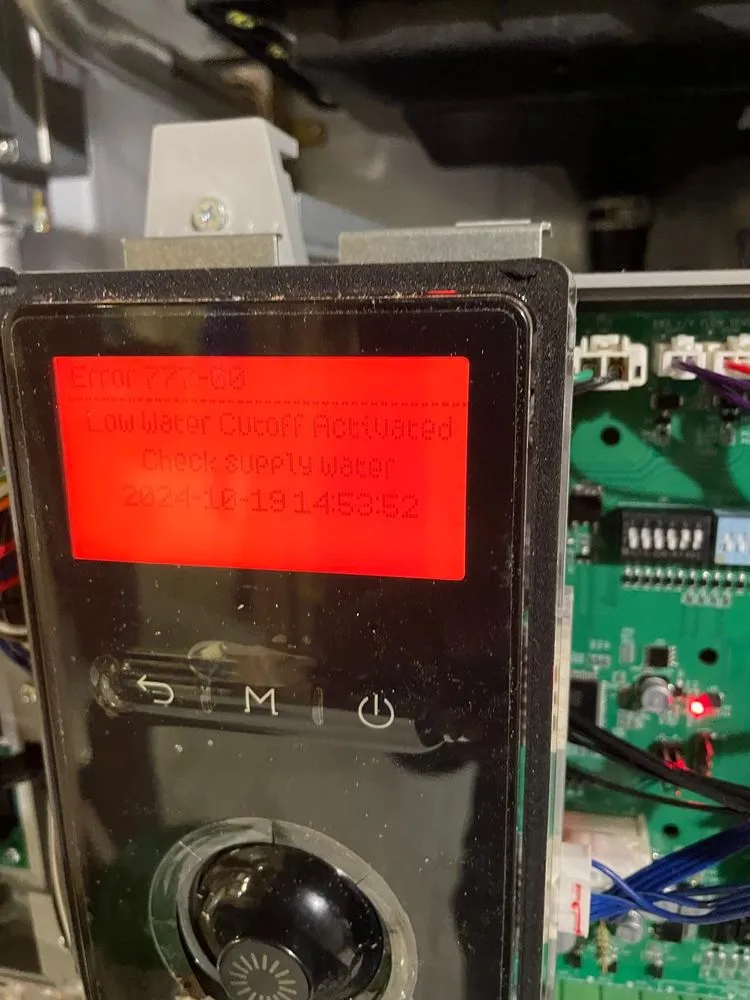 Error 777-00
Low Water Cutoff Activated
Check supply water
2024-10-19 14:53:52
M